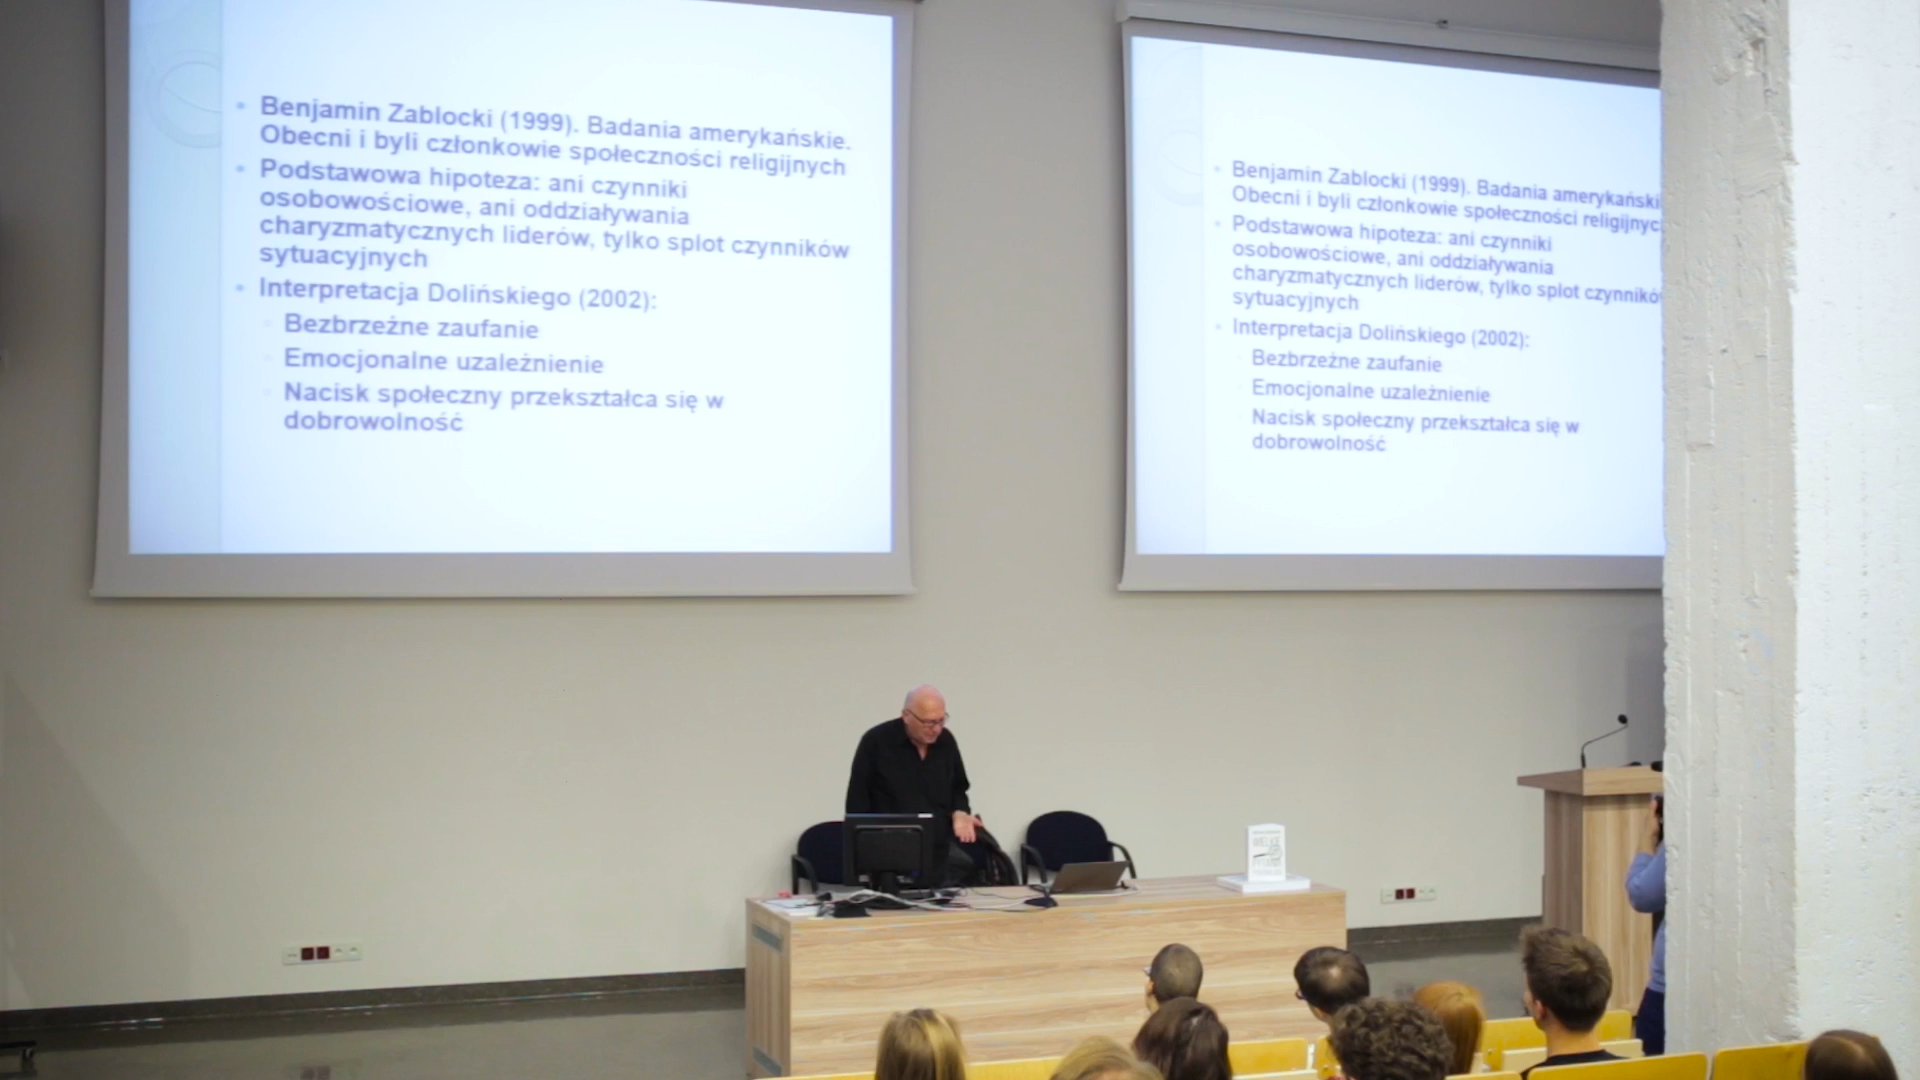 Benjamin Zablocki (1999). Badania amerykańskie.
Obecni i byli członkowie społeczności religijnych
Podstawowa hipoteza: ani czynniki
osobowościowe, ani oddziaływania
charyzmatycznych liderów, tylko splot czynników
sytuacyjnych
Interpretacja Dolińskiego (2002):
Bezbrzeżne zaufanie
Emocjonalne uzależnienie
Nacisk społeczny przekształca się w
dobrowolność
Benjamin Zablocki (1999). Badania amerykański
Obecni i byli członkowie społeczności religijnyc
Podstawowa hipoteza: ani czynniki
osobowościowe, ani oddziaływania
charyzmatycznych liderów, tylko splot czynnikó
sytuacyjnych
Interpretacja Dolińskiego (2002):
Bezbrzeżne zaufanie
Emocjonalne uzależnienie
Nacisk społeczny przekształca się w
dobrowolność
WIELKIE